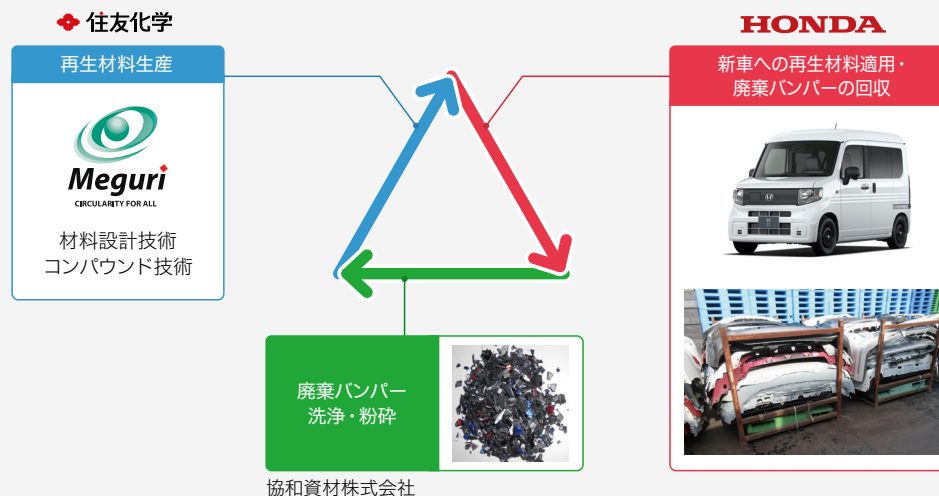 住友化学
再生材料生産
Meguri
CIRCULARITY FOR ALL
材料設計技術
コンパウンド技術
HONDA
新車への再生材料適用・
廃棄バンパーの回収
廃棄バンパー
洗浄・粉砕
協和資材株式会社